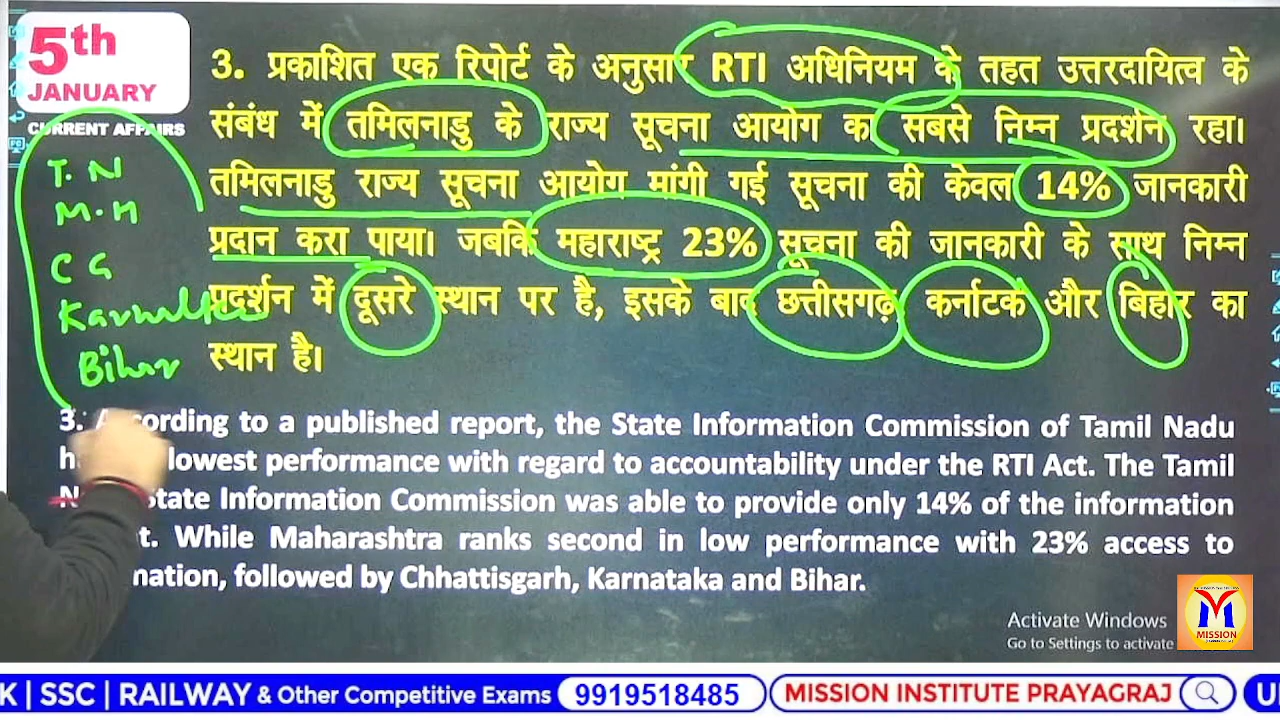 5th
JANUARY
CURRENT AFFAIRS
T. N
M. H
C G
Karnataka
Bihar
3. प्रकाशित एक रिपोर्ट के अनुसार RTI अधिनियम के तहत उत्तरदायित्व के
संबंध में तमिलनाडु के राज्य सूचना आयोग का सबसे निम्न प्रदर्शन रहा।
तमिलनाडु राज्य सूचना आयोग मांगी गई सूचना की केवल 14% जानकारी
प्रदान करा पाया। जबकि महाराष्ट्र 23% सूचना की जानकारी के साथ निम्न
प्रदर्शन में दूसरे स्थान पर है, इसके बाद छत्तीसगढ़ कर्नाटक और बिहार का
स्थान है।
3. According to a published report, the State Information Commission of Tamil Nadu
lowest performance with regard to accountability under the RTI Act. The Tamil
State Information Commission was able to provide only 14% of the information
While Maharashtra ranks second in low performance with 23% access to
followed by Chhattisgarh, Karnataka and Bihar.
Activate Windows
Go to Settings to activate
MISSION
K | SSC | RAILWAY & Other Competitive Exams 9919518485 MISSION INSTITUTE PRAYAGRAJ